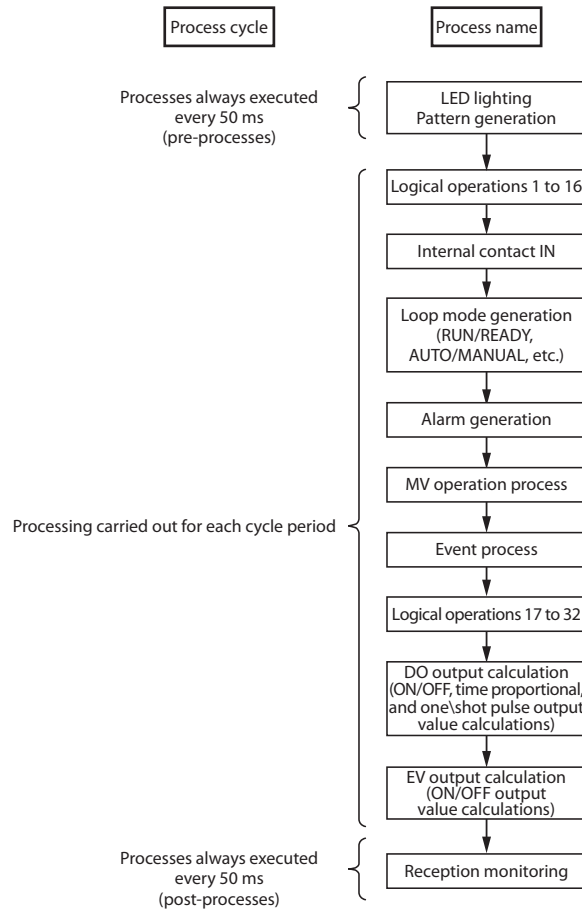 Process cycle
Process name
Processes always executed
every 50 ms
(pre-processes)
LED lighting
Pattern generation
Logical operations 1 to 16
Internal contact IN
Loop mode generation
(RUN/READY,
AUTO/MANUAL, etc.)
Alarm generation
MV operation process
Processing carried out for each cycle period
Event process
Logical operations 17 to 32
DO output calculation
(ON/OFF, time proportional,
and one\shot pulse output
value calculations)
EV output calculation
(ON/OFF output
value calculations)
Processes always executed
every 50 ms
(post-processes)
Reception monitoring